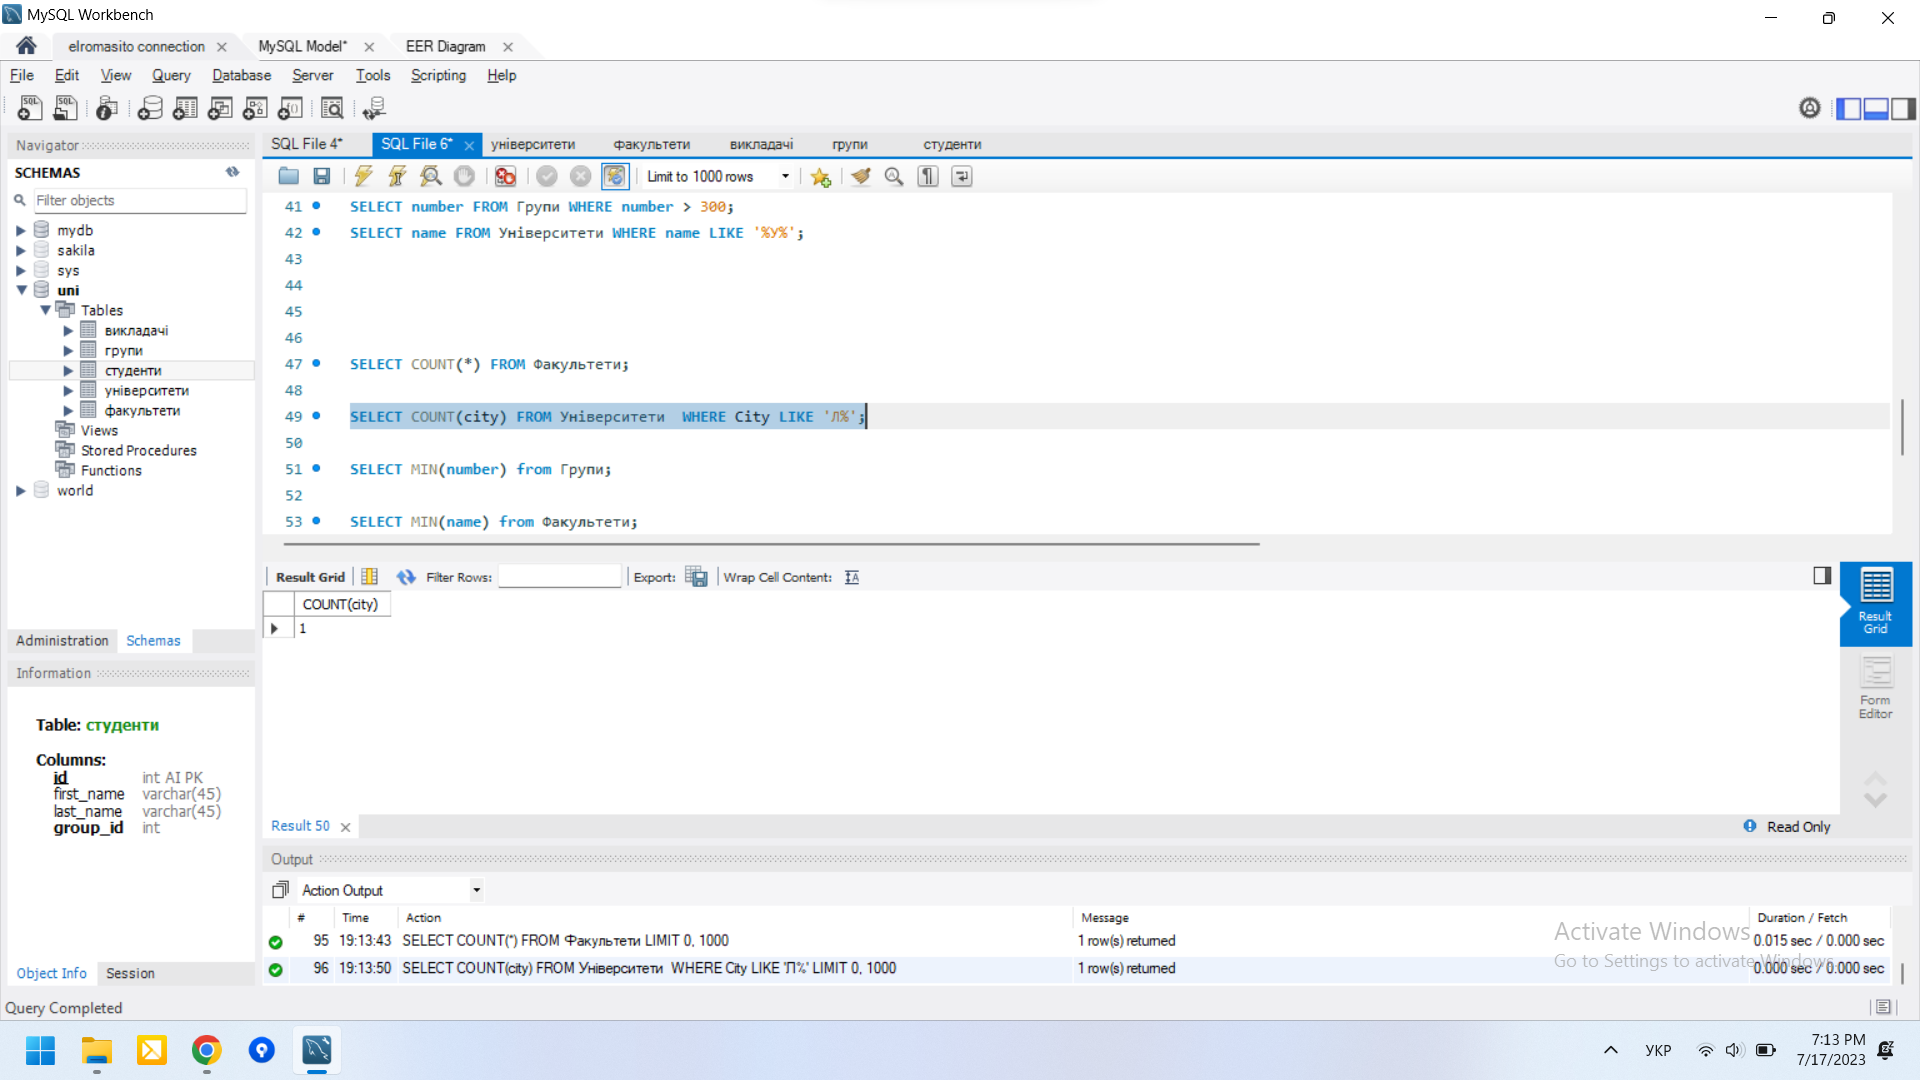 MySQL Workbench
elromasito connection
MySQL Model*
EER Diagram
File Edit View Query Database Server Tools Scripting Help
Navigator
SCHEMAS
Filter objects
mydb
sakila
sys
uni
Tables
викладачі
групи
студенти
університети
факультети
Views
Stored Procedures
Functions
world
Administration Schemas
Information
Table: студенти
Columns:
id int AI PK
first_name varchar(45)
last_name varchar(45)
group_id int
Object Info Session
SQL File 4* SQL File 6* університети факультети викладачі групи студенти
Limit to 1000 rows
41 SELECT number FROM Групи WHERE number > 300;
42 SELECT name FROM Університети WHERE name LIKE '%У%';
43
44
45
46
47 SELECT COUNT(*) FROM Факультети;
48
49 SELECT COUNT(city) FROM Університети  WHERE City LIKE 'Л%';
50
51 SELECT MIN(number) from Групи;
52
53 SELECT MIN(name) from Факультети;
Result Grid Filter Rows: Export: Wrap Cell Content:
COUNT(city)
1
Result Grid
Form Editor
Result 50
Read Only
Output
Action Output
# Time Action Message Duration / Fetch
95 19:13:43 SELECT COUNT(*) FROM Факультети LIMIT 0, 1000 1 row(s) returned 0.015 sec / 0.000 sec
96 19:13:50 SELECT COUNT(city) FROM Університети  WHERE City LIKE 'Л%' LIMIT 0, 1000 1 row(s) returned 0.000 sec / 0.000 sec
Activate Windows
Go to Settings to activate Windows.
Query Completed
УКР
7:13 PM
7/17/2023